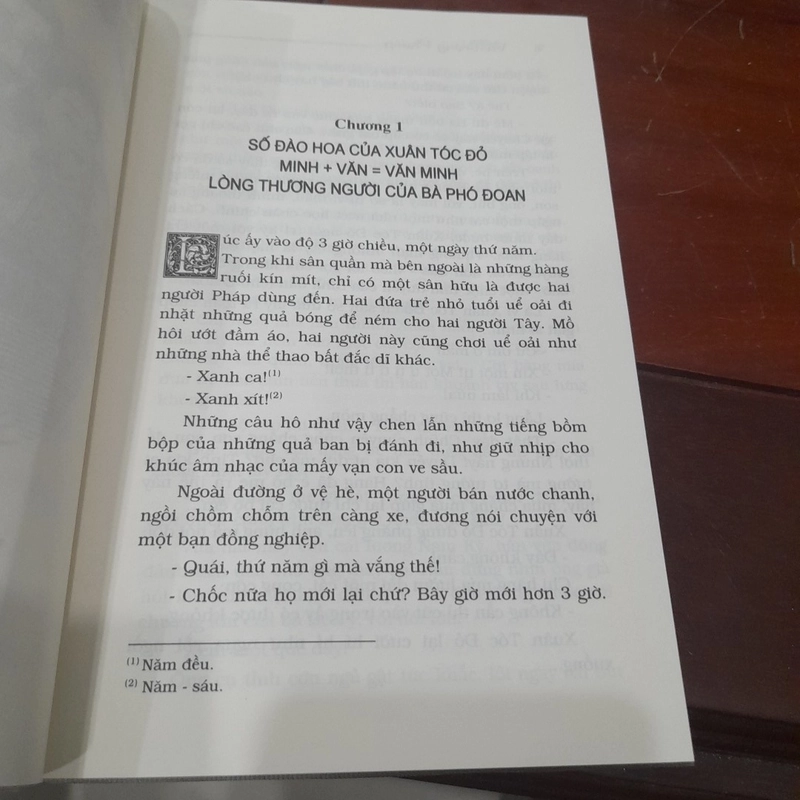 Chương 1
SỐ ĐÀO HOA CỦA XUÂN TÓC ĐỎ
MINH + VĂN = VĂN MINH
LÒNG THƯƠNG NGƯỜI CỦA BÀ PHÓ ĐOAN
Lúc ấy vào độ 3 giờ chiều, một ngày thứ năm.
Trong khi sân quần mà bên ngoài là những hàng
ruối kín mít, chỉ có một sân hữu là được hai
người Pháp dùng đến. Hai đứa trẻ nhỏ tuổi uể oải đi
nhặt những quả bóng để ném cho hai người Tây. Mồ
hôi ướt đầm áo, hai người này cũng chơi uể oải như
những nhà thể thao bất đắc dĩ khác.
- Xanh ca!(1)
- Xanh xít!(2)
Những câu hô như vậy chen lẫn những tiếng bồm
bộp của những quả ban bị đánh đi, như giữ nhịp cho
khúc âm nhạc của mấy vạn con ve sầu.
Ngoài đường ở vệ hè, một người bán nước chanh,
ngồi chồm chỗm trên càng xe, đương nói chuyện với
một bạn đồng nghiệp.
- Quái, thứ năm gì mà vắng thế!
- Chốc nữa họ mới lại chứ? Bây giờ mới hơn 3 giờ.
(1) Năm đều.
(2) Năm - sáu.